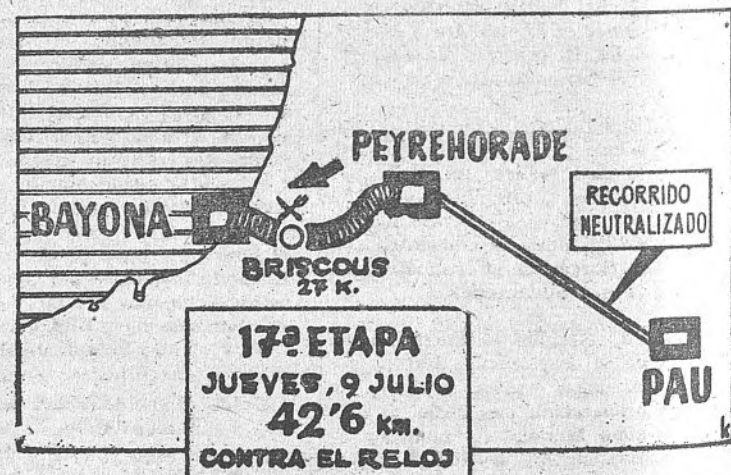 PEYREHORADE
BAYONA
BRISCOUS
27 K.
RECORRIDO
NEUTRALIZADO
PAU
17ª ETAPA
JUEVES, 9 JULIO
42'6 KM.
CONTRA EL RELOJ
k